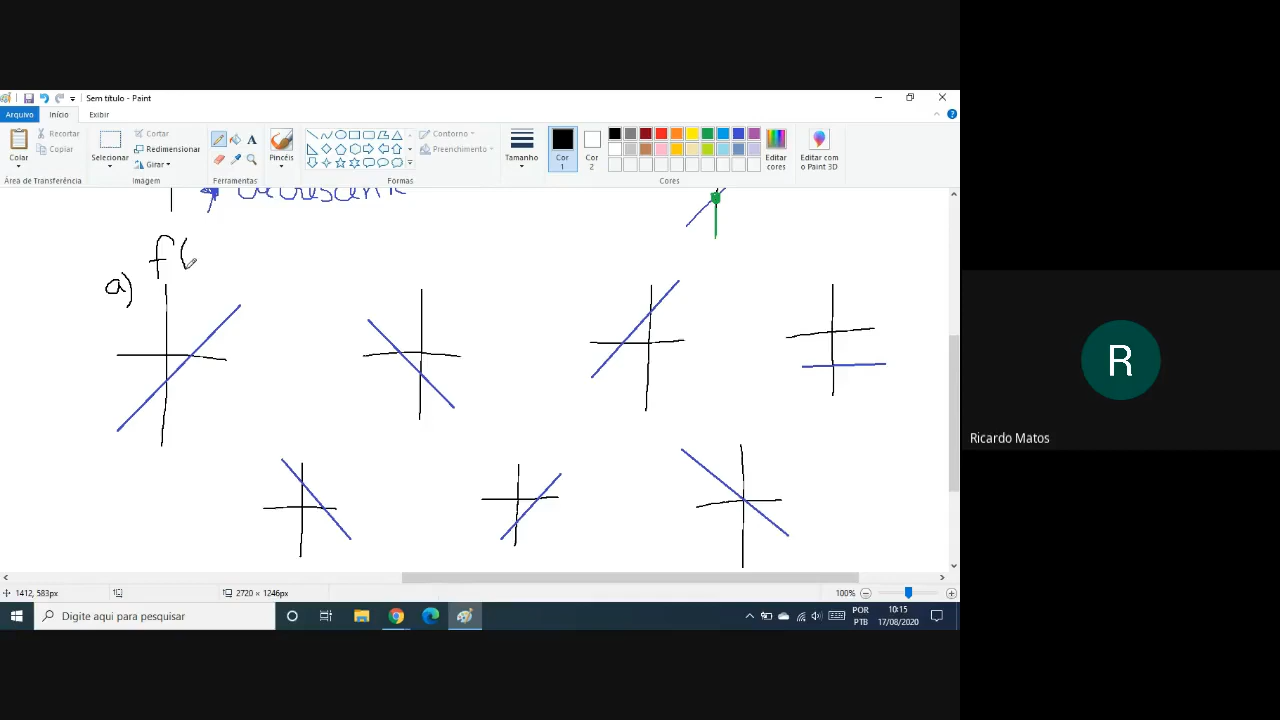 Sem título - Paint
Arquivo Início Exibir
Colar Recortar Copiar Selecionar Cortar Redimensionar Girar Pincéis Contorno Preenchimento Tamanho Cor 1 Cor 2 Editar cores Editar com o Paint 3D
Área de Transferência Imagem Ferramentas Formas Cores
f(
a)
Ricardo Matos
R
1412, 583px 2720 × 1246px 100%
Digite aqui para pesquisar
POR PTB
10:15
17/08/2020